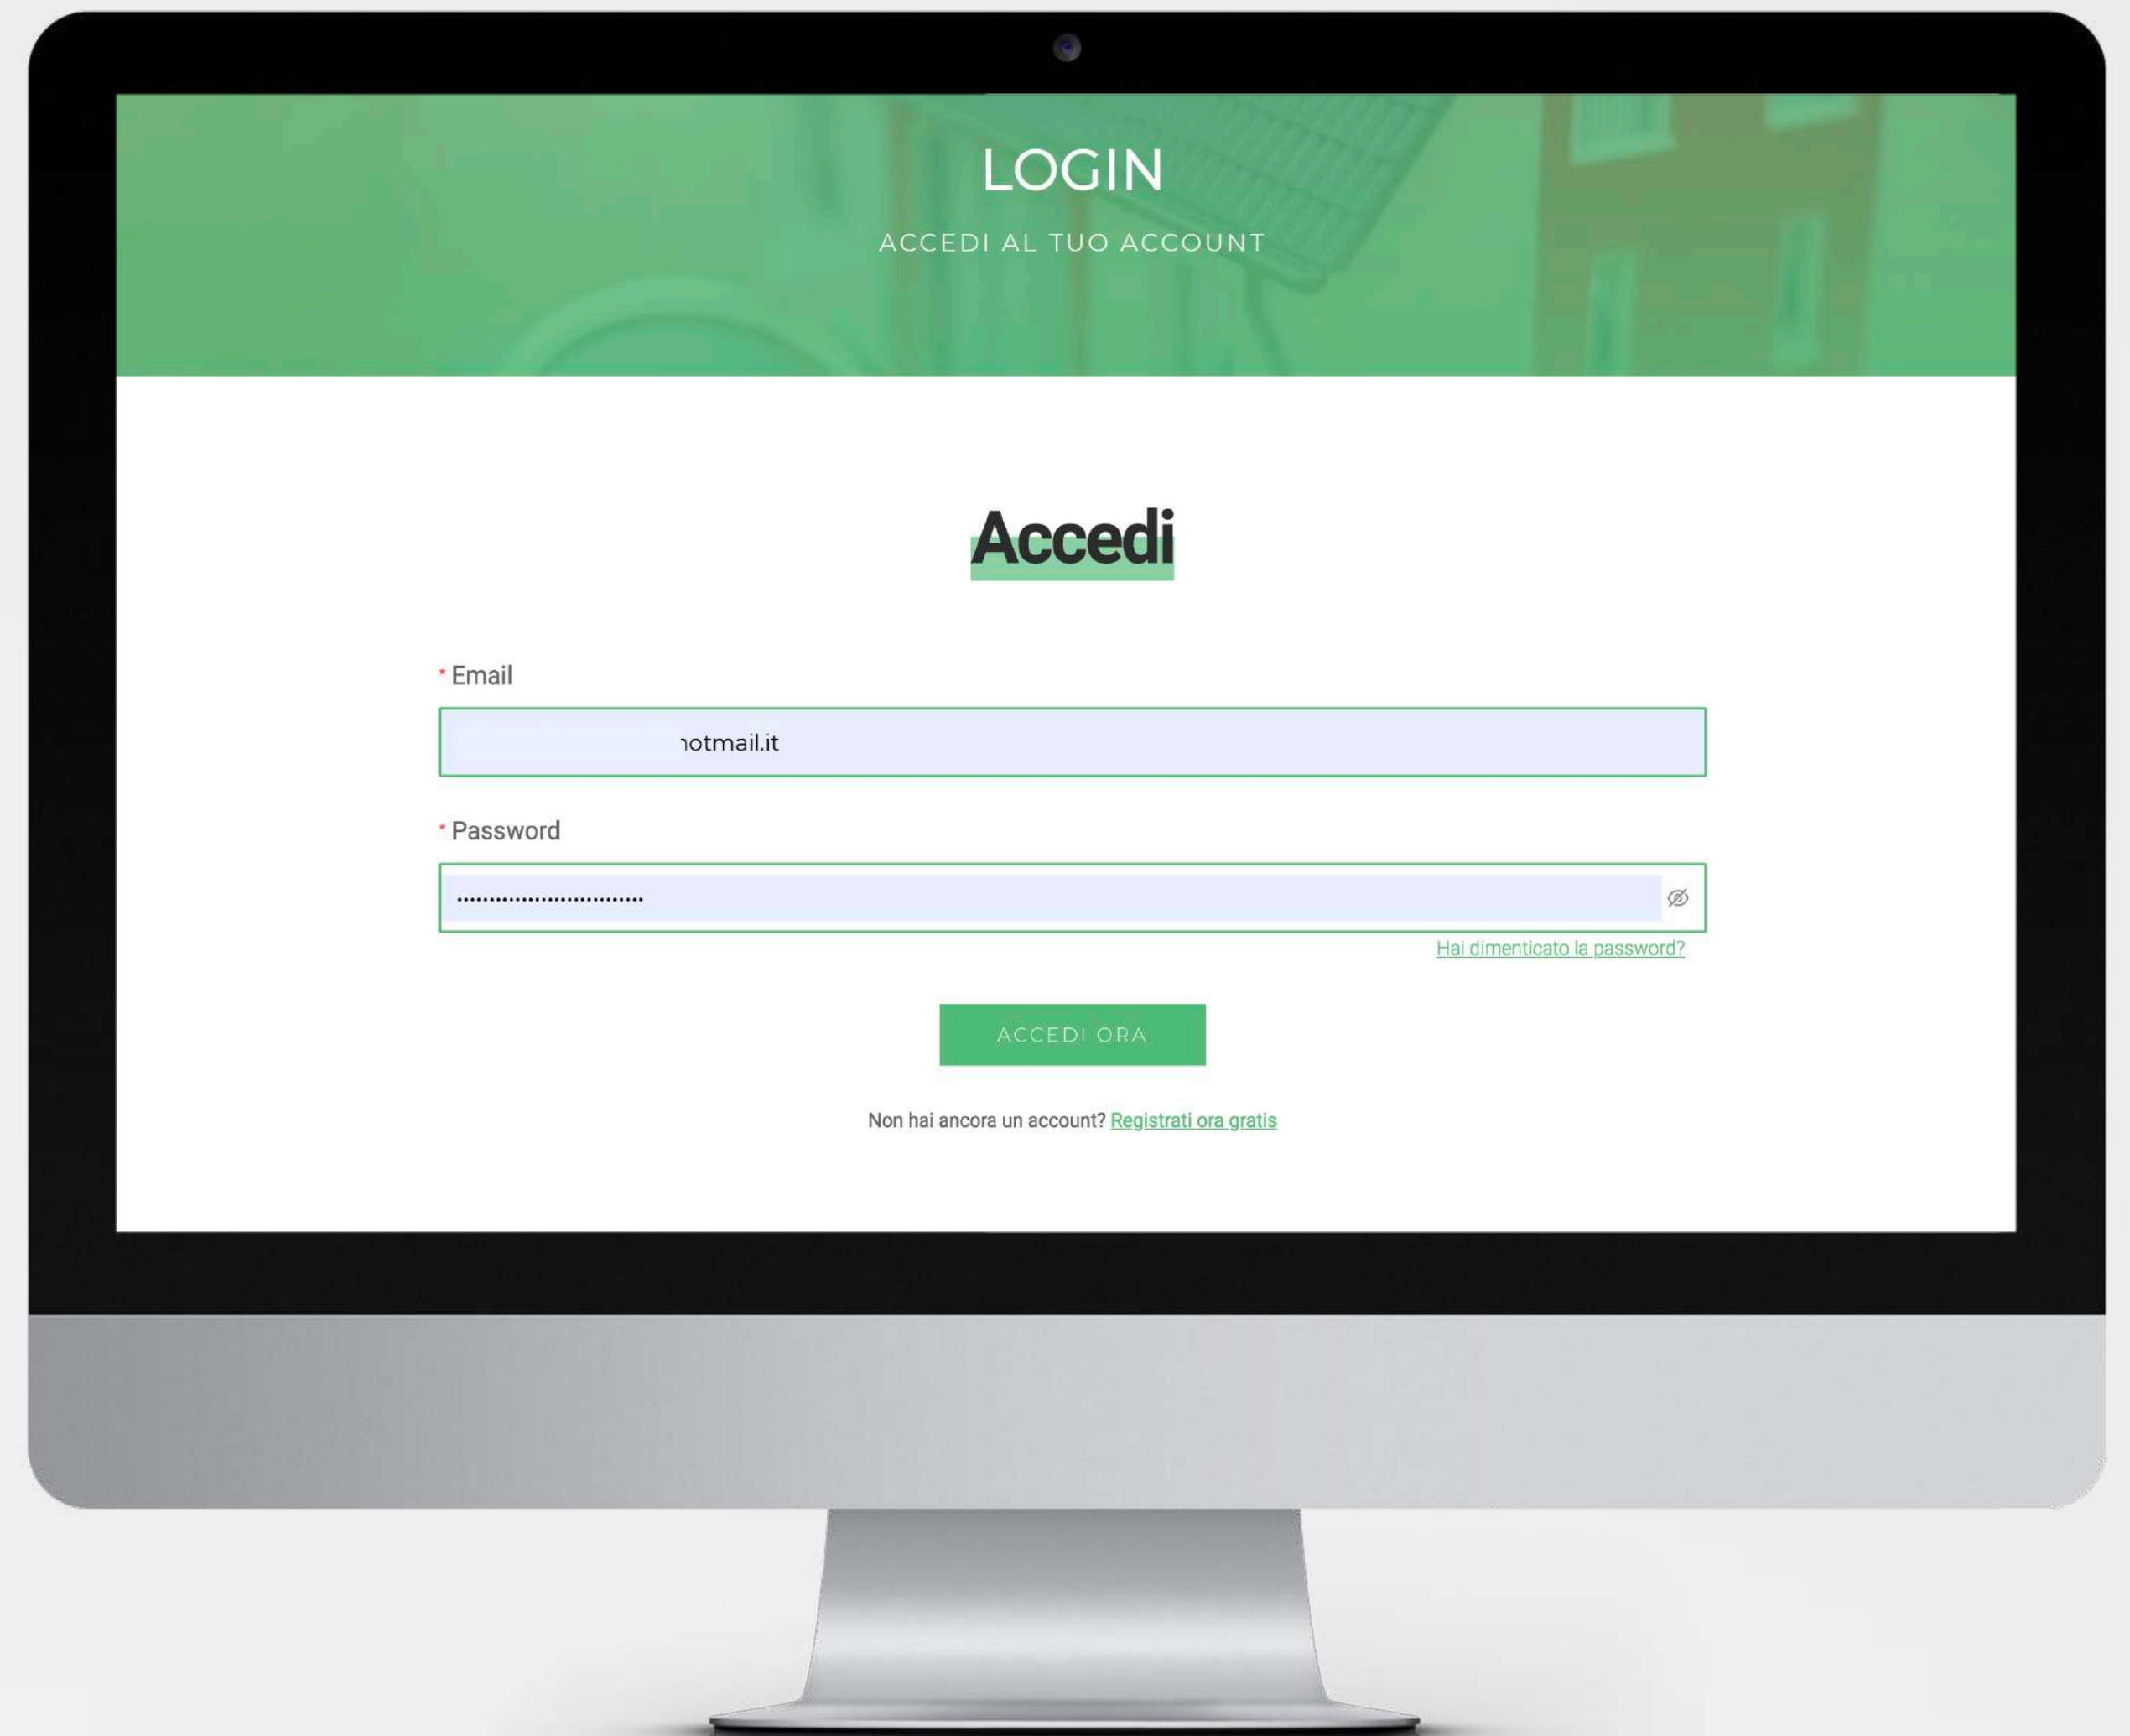 LOGIN
ACCEDI AL TUO ACCOUNT
Accedi
* Email
hotmail.it
* Password
•••••••••••••••••••••••••••••
Hai dimenticato la password?
ACCEDI ORA
Non hai ancora un account? Registrati ora gratis